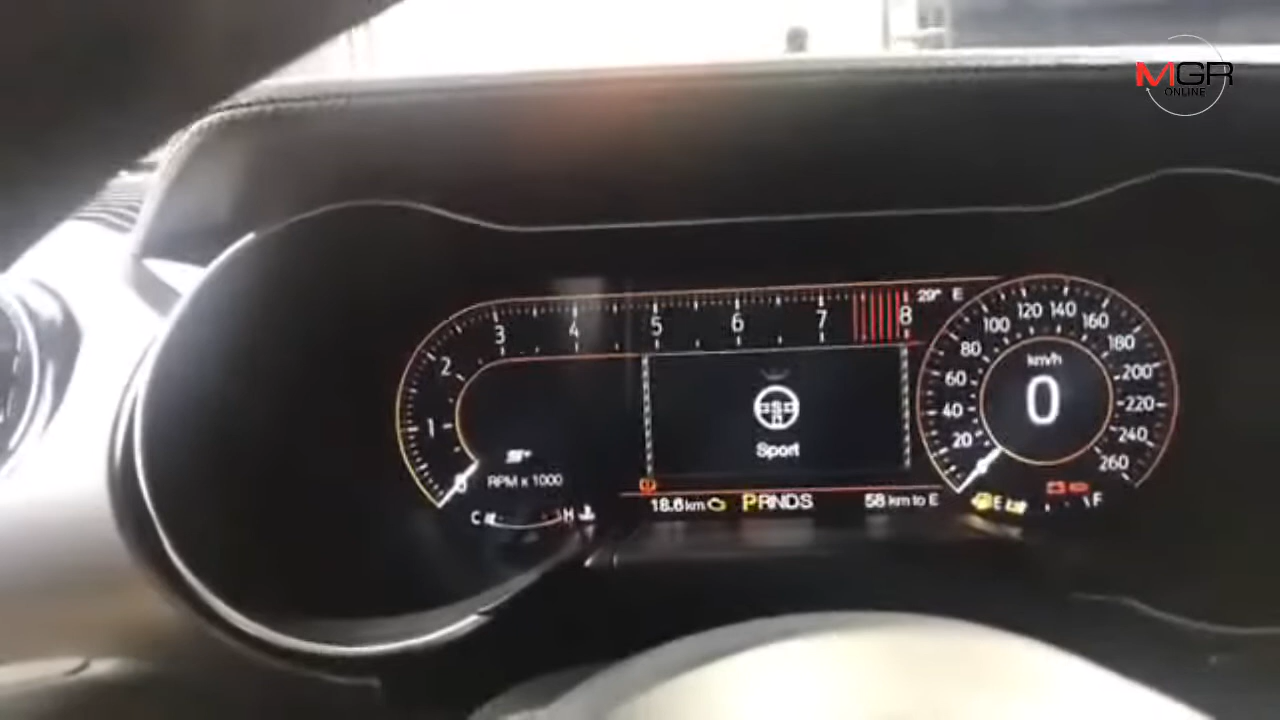 MGR
ONLINE
29° E
3 4 5 6 7 8
2
1
0
RPM x 1000
C H
Sport
18.6 km PRNDS 58 km to E
20 40 60 80 100 120 140 160 180 200 220 240 260
km/h
0
E F